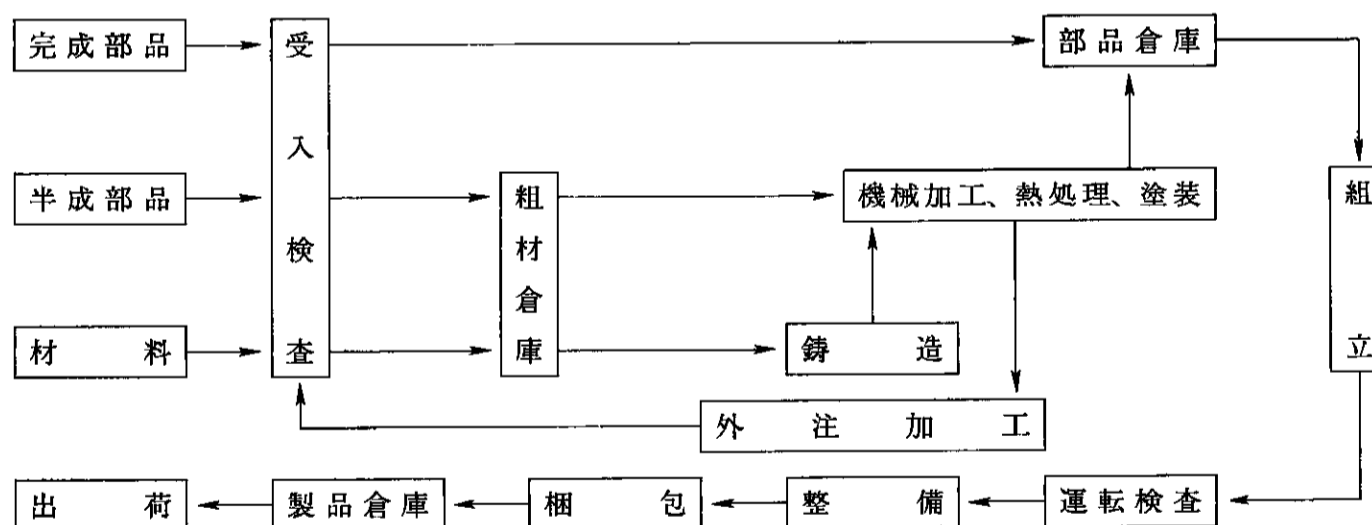 完成部品
受入検査
部品倉庫
半成部品
粗材倉庫
機械加工、熱処理、塗装
組立
材料
鋳造
外注加工
出荷
製品倉庫
梱包
整備
運転検査